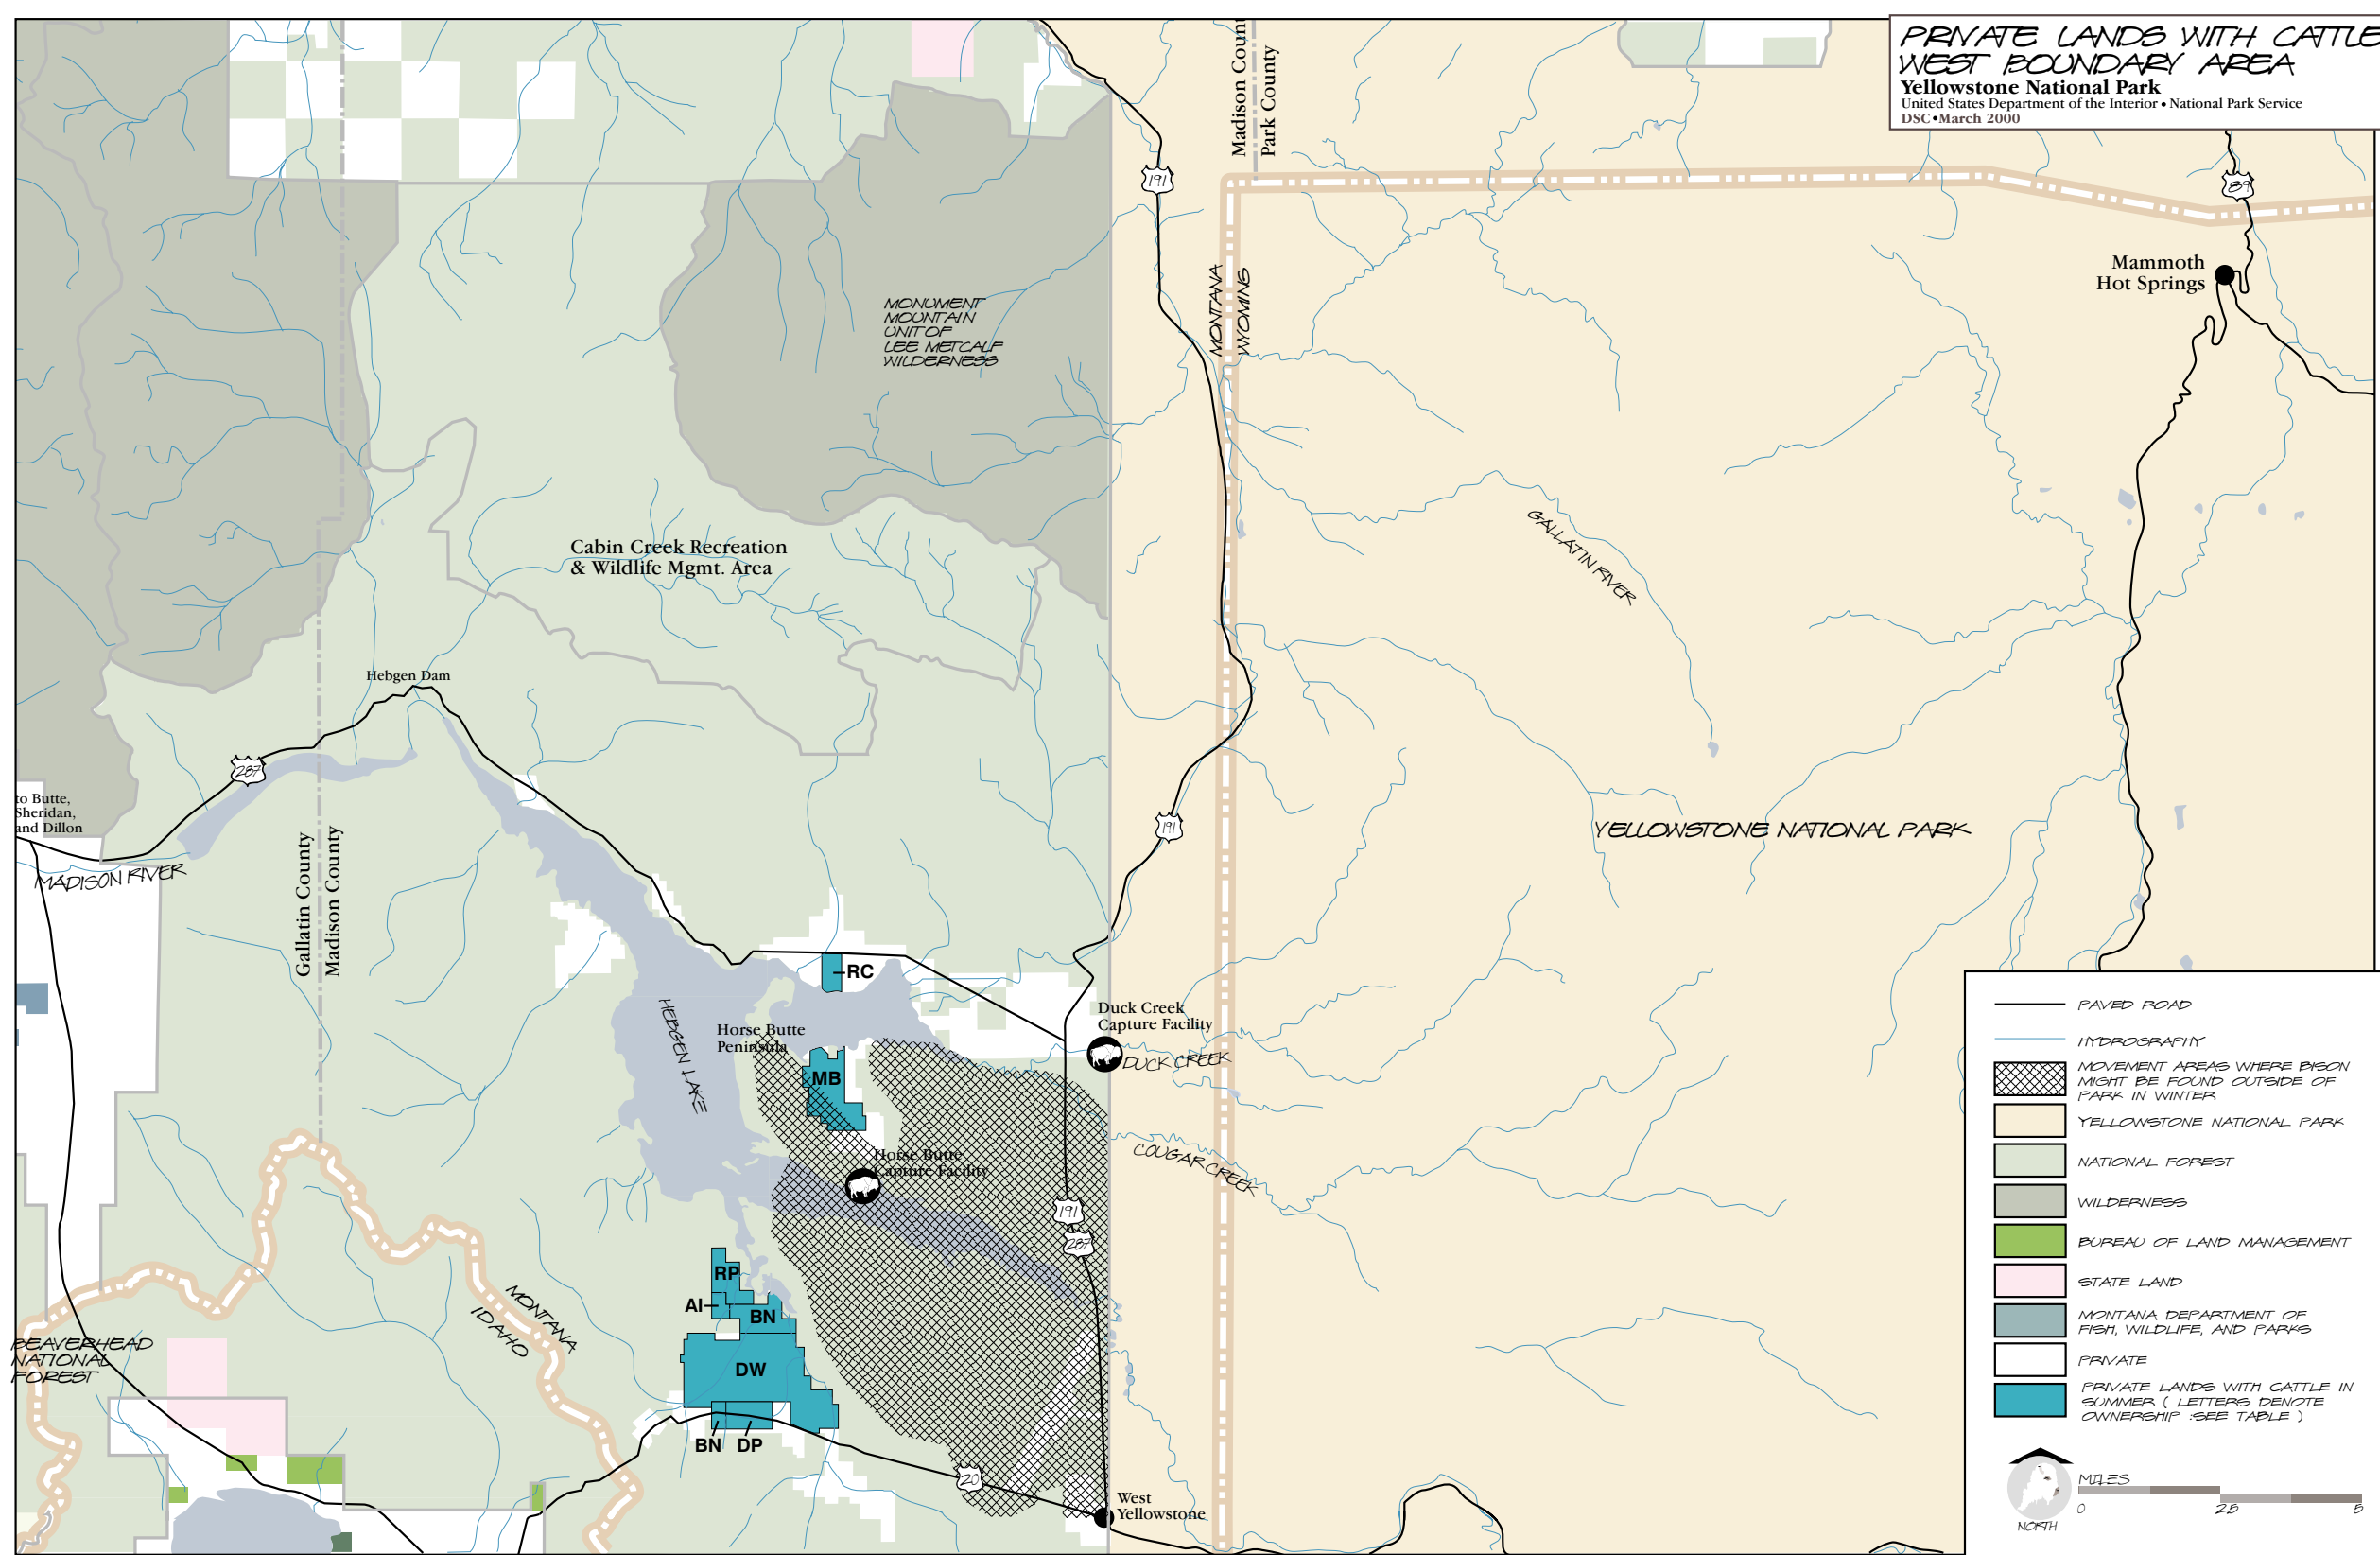 PRIVATE LANDS WITH CATTLE
WEST BOUNDARY AREA
Yellowstone National Park
United States Department of the Interior • National Park Service
DSC•March 2000
Madison Count
Park County
191
89
Mammoth
Hot Springs
MONTANA
WYOMING
MONUMENT
MOUNTAIN
UNIT OF
LEE METCALF
WILDERNESS
GALLATIN RIVER
Cabin Creek Recreation
& Wildlife Mgmt. Area
Hebgen Dam
287
to Butte,
Sheridan,
and Dillon
MADISON RIVER
Gallatin County
Madison County
191
YELLOWSTONE NATIONAL PARK
RC
HEBGEN LAKE
Horse Butte
Peninsula
Duck Creek
Capture Facility
DUCK CREEK
MB
COUGAR CREEK
Horse Butte
Capture Facility
191
287
RP
AI
BN
DW
BN
DP
MONTANA
IDAHO
BEAVERHEAD
NATIONAL
FOREST
20
West
Yellowstone
PAVED ROAD
HYDROGRAPHY
MOVEMENT AREAS WHERE BISON
MIGHT BE FOUND OUTSIDE OF
PARK IN WINTER
YELLOWSTONE NATIONAL PARK
NATIONAL FOREST
WILDERNESS
BUREAU OF LAND MANAGEMENT
STATE LAND
MONTANA DEPARTMENT OF
FISH, WILDLIFE, AND PARKS
PRIVATE
PRIVATE LANDS WITH CATTLE IN
SUMMER ( LETTERS DENOTE
OWNERSHIP :SEE TABLE )
MILES
0 2.5 5
NORTH